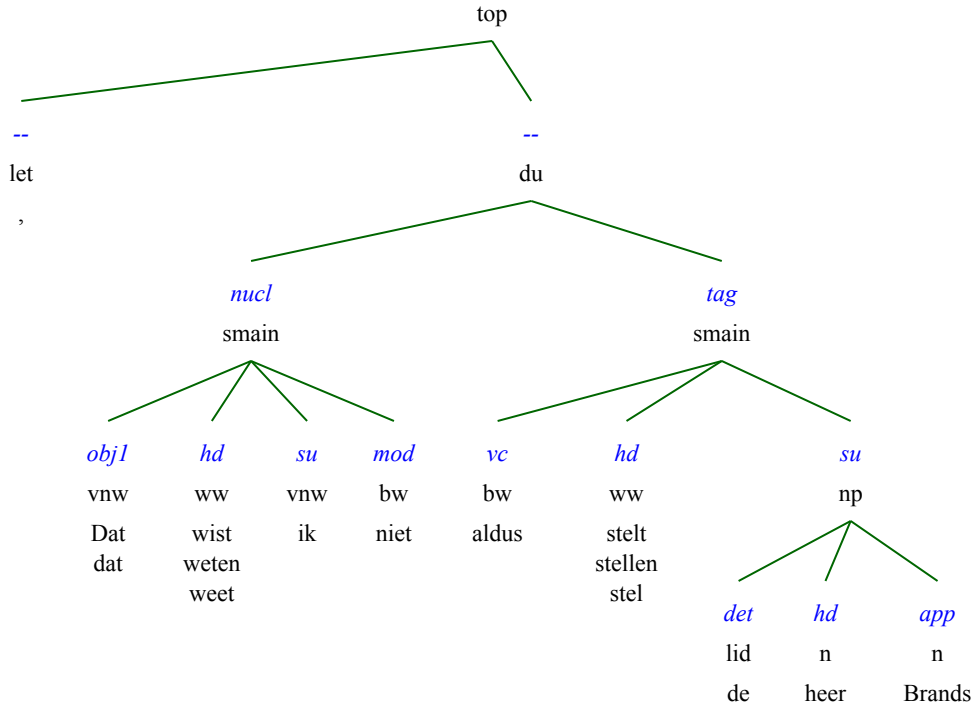 top
-- --
let du
,
nucl tag
smain smain
obj1 hd su mod vc hd su
vnw ww vnw bw bw ww np
Dat wist ik niet aldus stelt
dat weten stellen
weet stel
det hd app
lid n n
de heer Brands